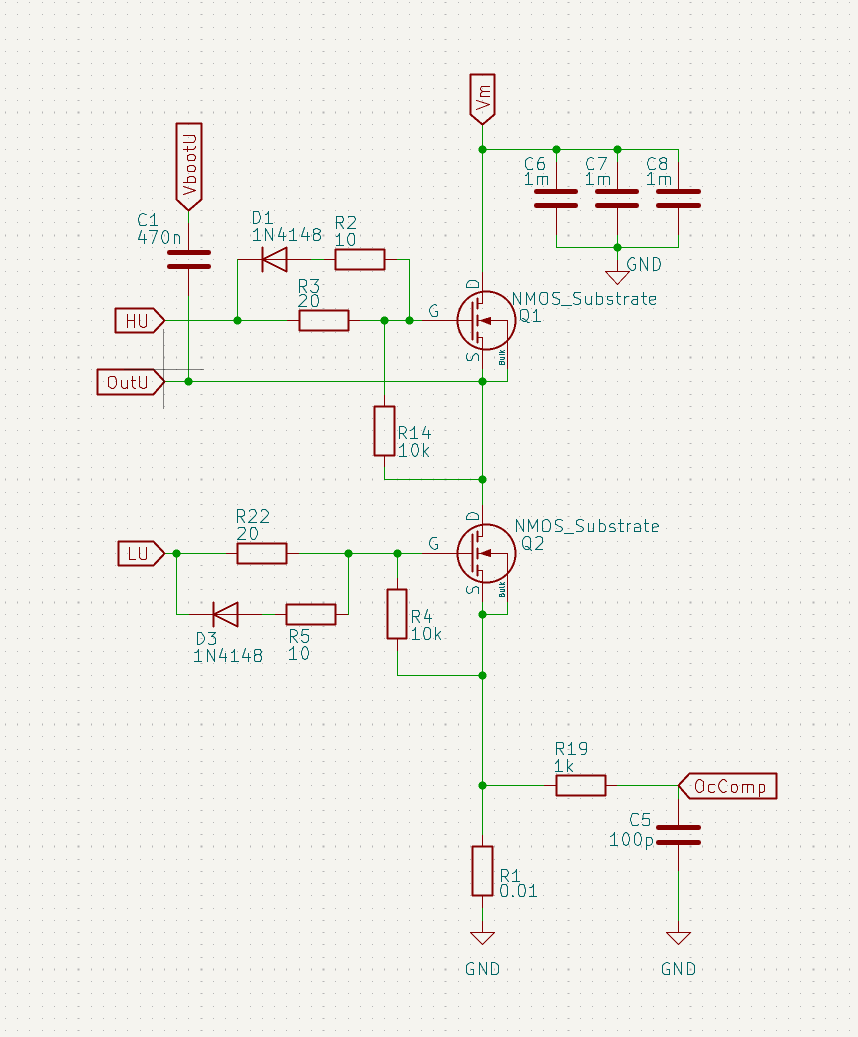 Vm
VbootU
C6
1m
C7
1m
C8
1m
GND
C1
470n
D1
1N4148
R2
10
R3
20
HU
OutU
G
D
S
Bulk
NMOS_Substrate
Q1
R14
10k
R22
20
LU
G
D
S
Bulk
NMOS_Substrate
Q2
D3
1N4148
R5
10
R4
10k
R19
1k
OcComp
C5
100p
R1
0.01
GND
GND